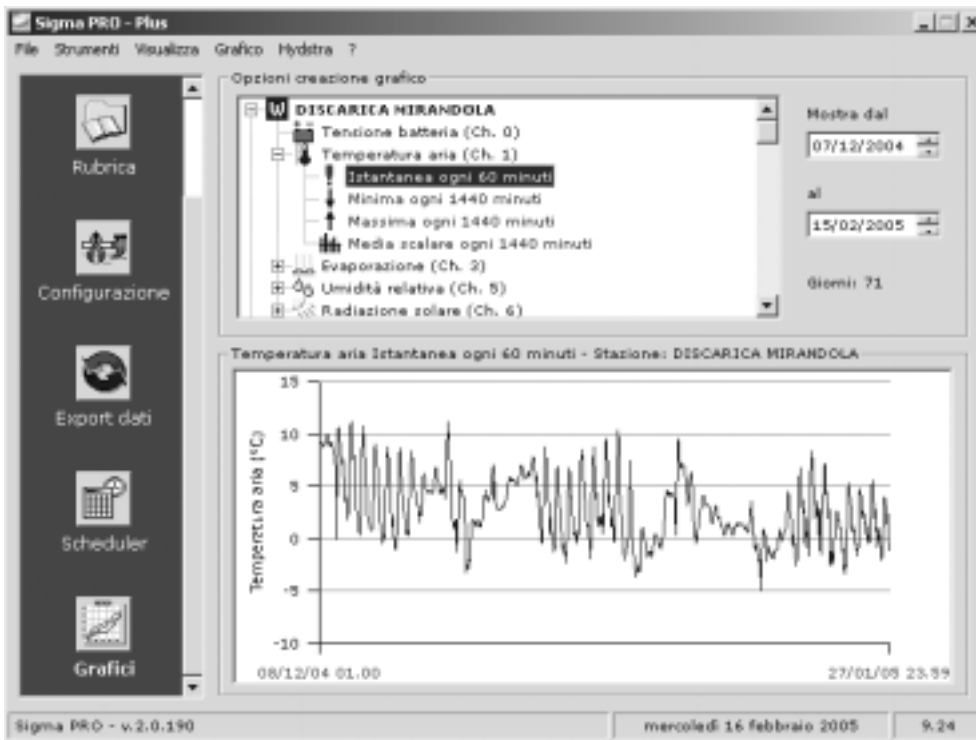 Sigma PRO - Plus
File Strumenti Visualizza Grafico Hydstra ?
Rubrica
Configurazione
Export dati
Scheduler
Grafici
Opzioni creazione grafico
W DISCARICA MIRANDOLA
Tensione batteria (Ch. 0)
Temperatura aria (Ch. 1)
Istantanea ogni 60 minuti
Minima ogni 1440 minuti
Massima ogni 1440 minuti
Media scalare ogni 1440 minuti
Evaporazione (Ch. 3)
Umidità relativa (Ch. 5)
Radiazione solare (Ch. 6)
Mostra dal
07/12/2004
al
15/02/2005
Giorni: 71
Temperatura aria Istantanea ogni 60 minuti - Stazione: DISCARICA MIRANDOLA
Temperatura aria (°C)
15
10
5
0
-5
-10
08/12/04 01.00
27/01/05 23.59
Sigma PRO - v.2.0.190
mercoledì 16 febbraio 2005
9.24